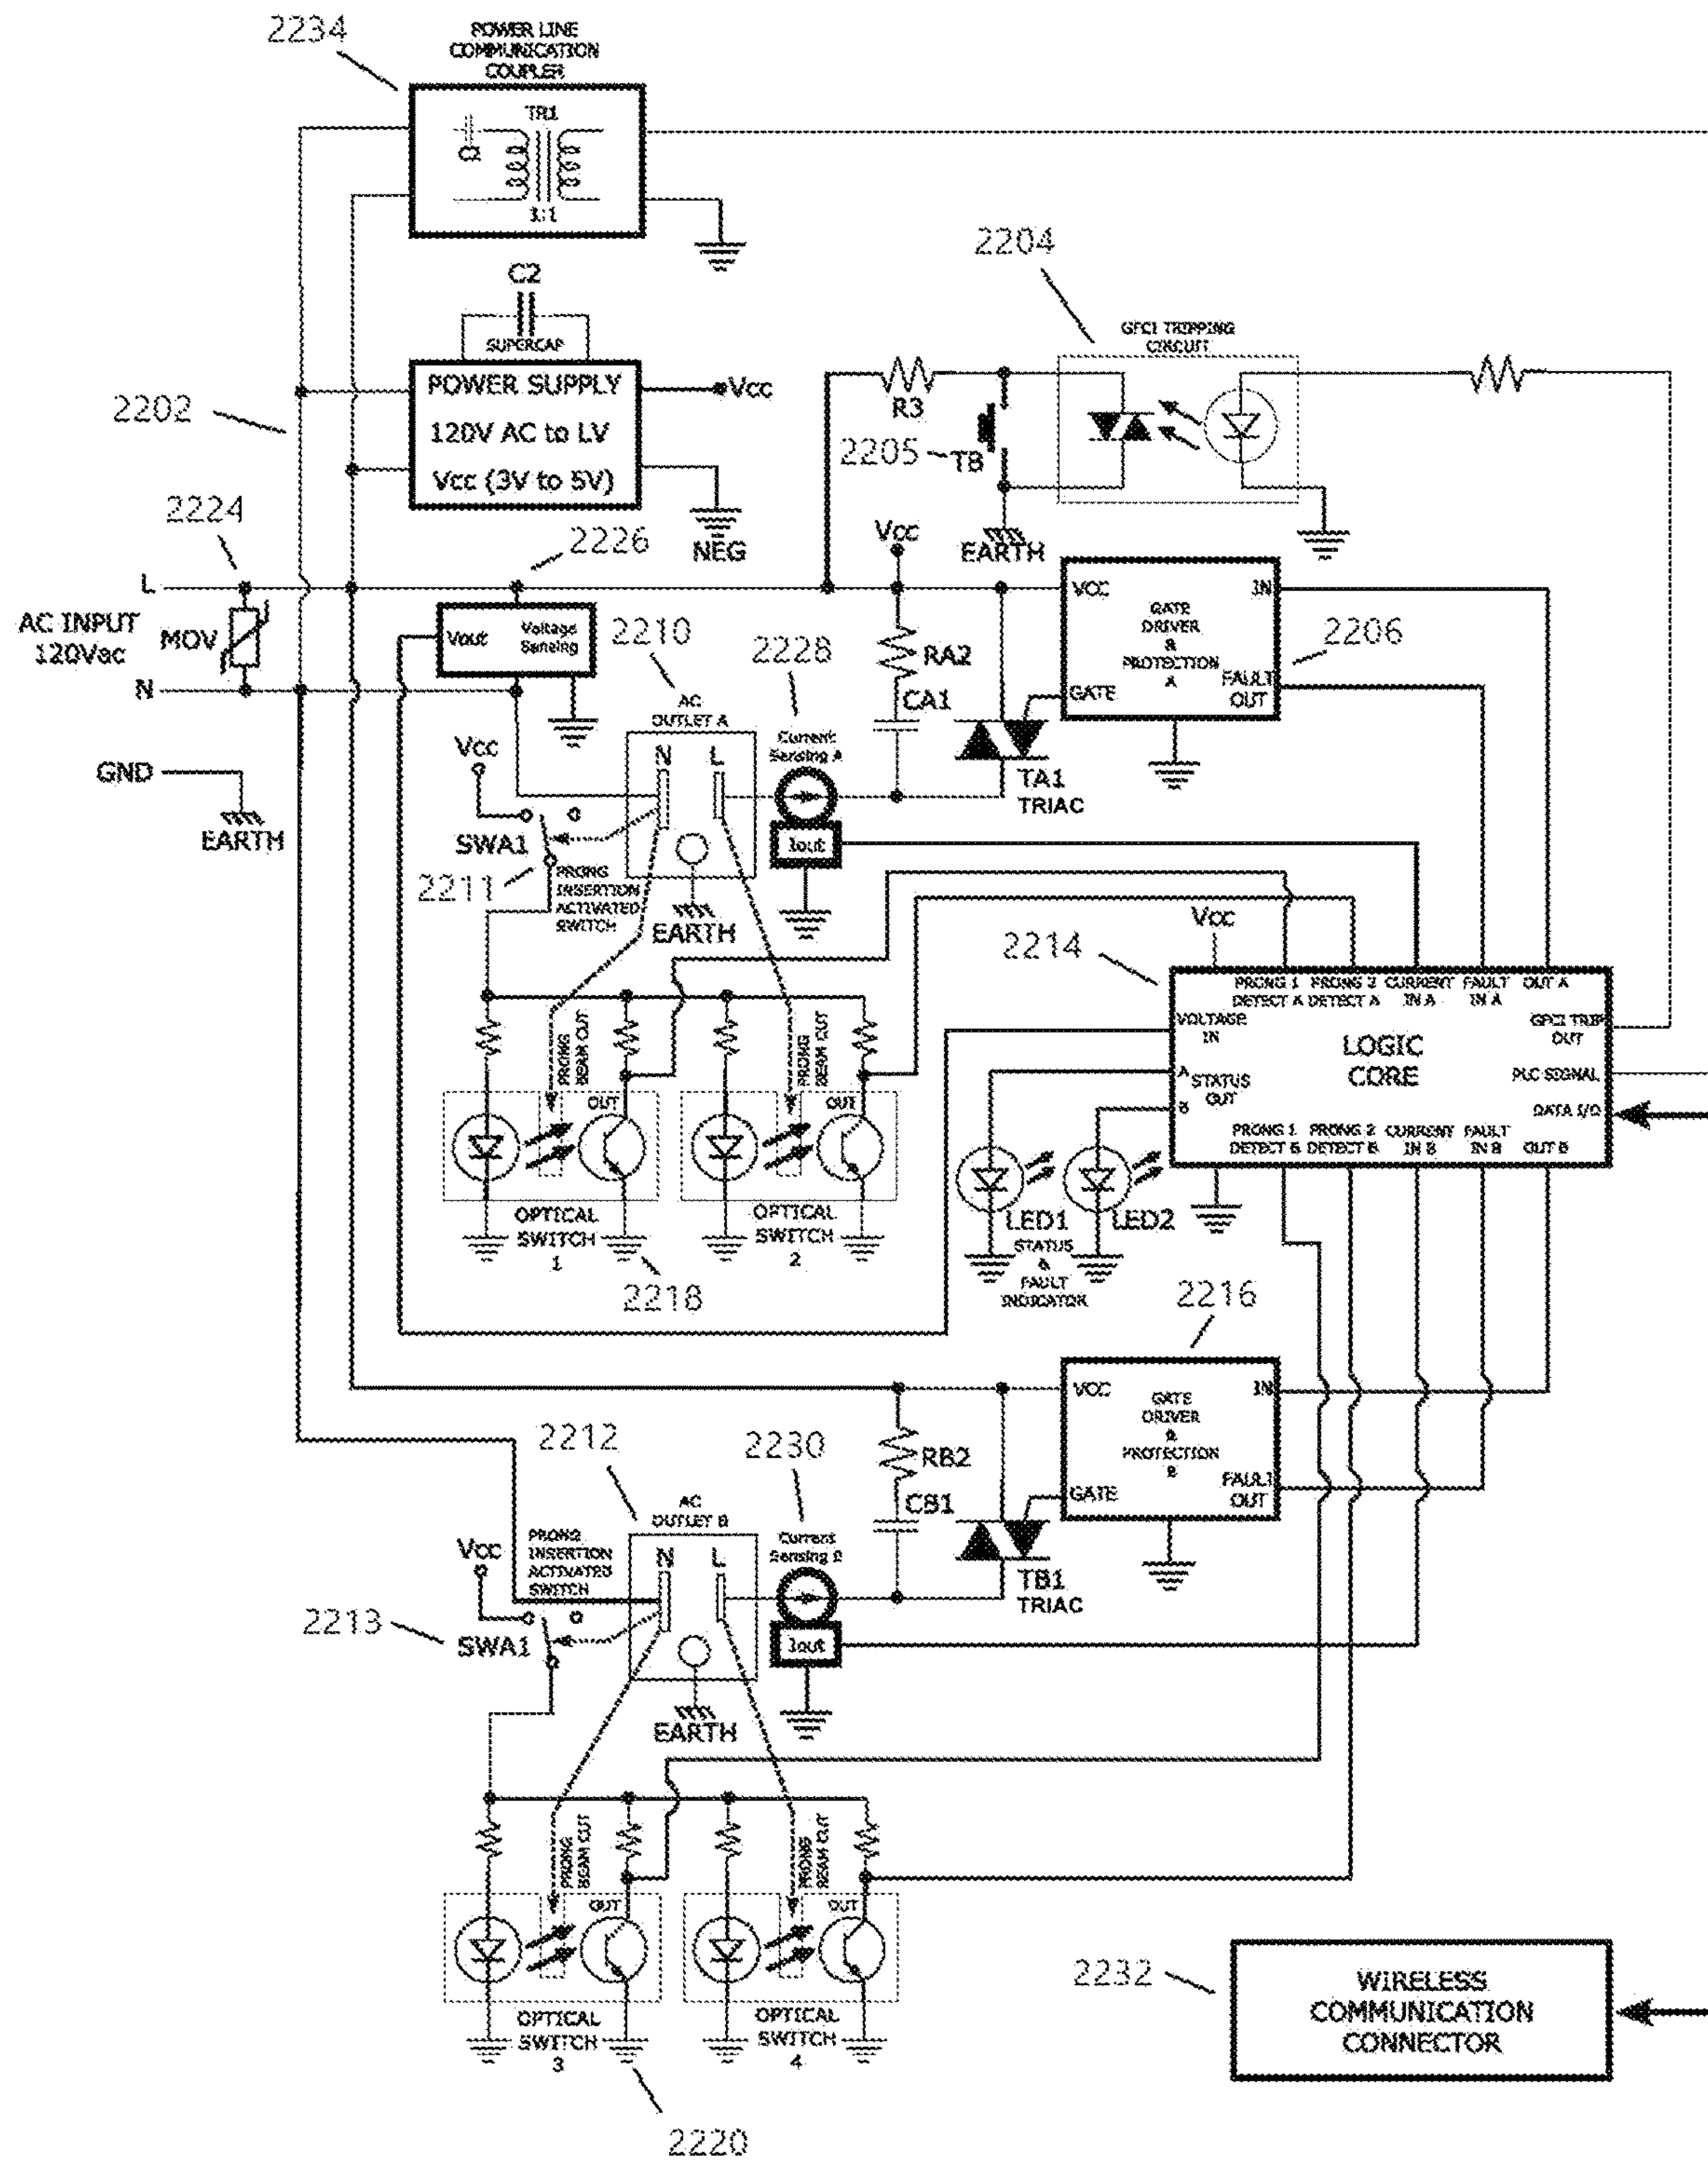 2234
POWER LINE
COMMUNICATION
COUPLER
TR1
C2
1:1
C2
SUPERCAP
POWER SUPPLY
120V AC to LV
Vcc (3V to 5V)
Vcc
NEG
2202
2204
GFCI TRIPPING
CIRCUIT
R3
2205
TB
EARTH
2224
2226
L
AC INPUT
120Vac
MOV
N
GND
EARTH
Vout
Voltage
Sensing
2210
AC
OUTLET A
N L
2228
Current
Sensing A
Iout
Vcc
RA2
CA1
TA1
TRIAC
VCC
IN
GATE
DRIVER
&
PROTECTION
A
GATE
FAULT
OUT
2206
Vcc
SWA1
2211
PRONG
INSERTION
ACTIVATED
SWITCH
EARTH
PRONG
BEAM CUT
PRONG
BEAM CUT
OUT
OUT
OPTICAL
SWITCH
1
OPTICAL
SWITCH
2
2218
2214
Vcc
PRONG 1
DETECT A
PRONG 2
DETECT A
CURRENT
IN A
FAULT
IN A
OUT A
VOLTAGE
IN
LOGIC
CORE
GFCI TRIP
OUT
A
STATUS
OUT
B
PLC SIGNAL
DATA I/O
PRONG 1
DETECT B
PRONG 2
DETECT B
CURRENT
IN B
FAULT
IN B
OUT B
LED1
LED2
STATUS
&
FAULT
INDICATOR
2216
VCC
IN
GATE
DRIVER
&
PROTECTION
B
GATE
FAULT
OUT
2212
AC
OUTLET B
N L
2230
Current
Sensing B
Iout
RB2
CB1
TB1
TRIAC
Vcc
PRONG
INSERTION
ACTIVATED
SWITCH
2213
SWA1
EARTH
PRONG
BEAM CUT
PRONG
BEAM CUT
OUT
OUT
OPTICAL
SWITCH
3
OPTICAL
SWITCH
4
2220
2232
WIRELESS
COMMUNICATION
CONNECTOR